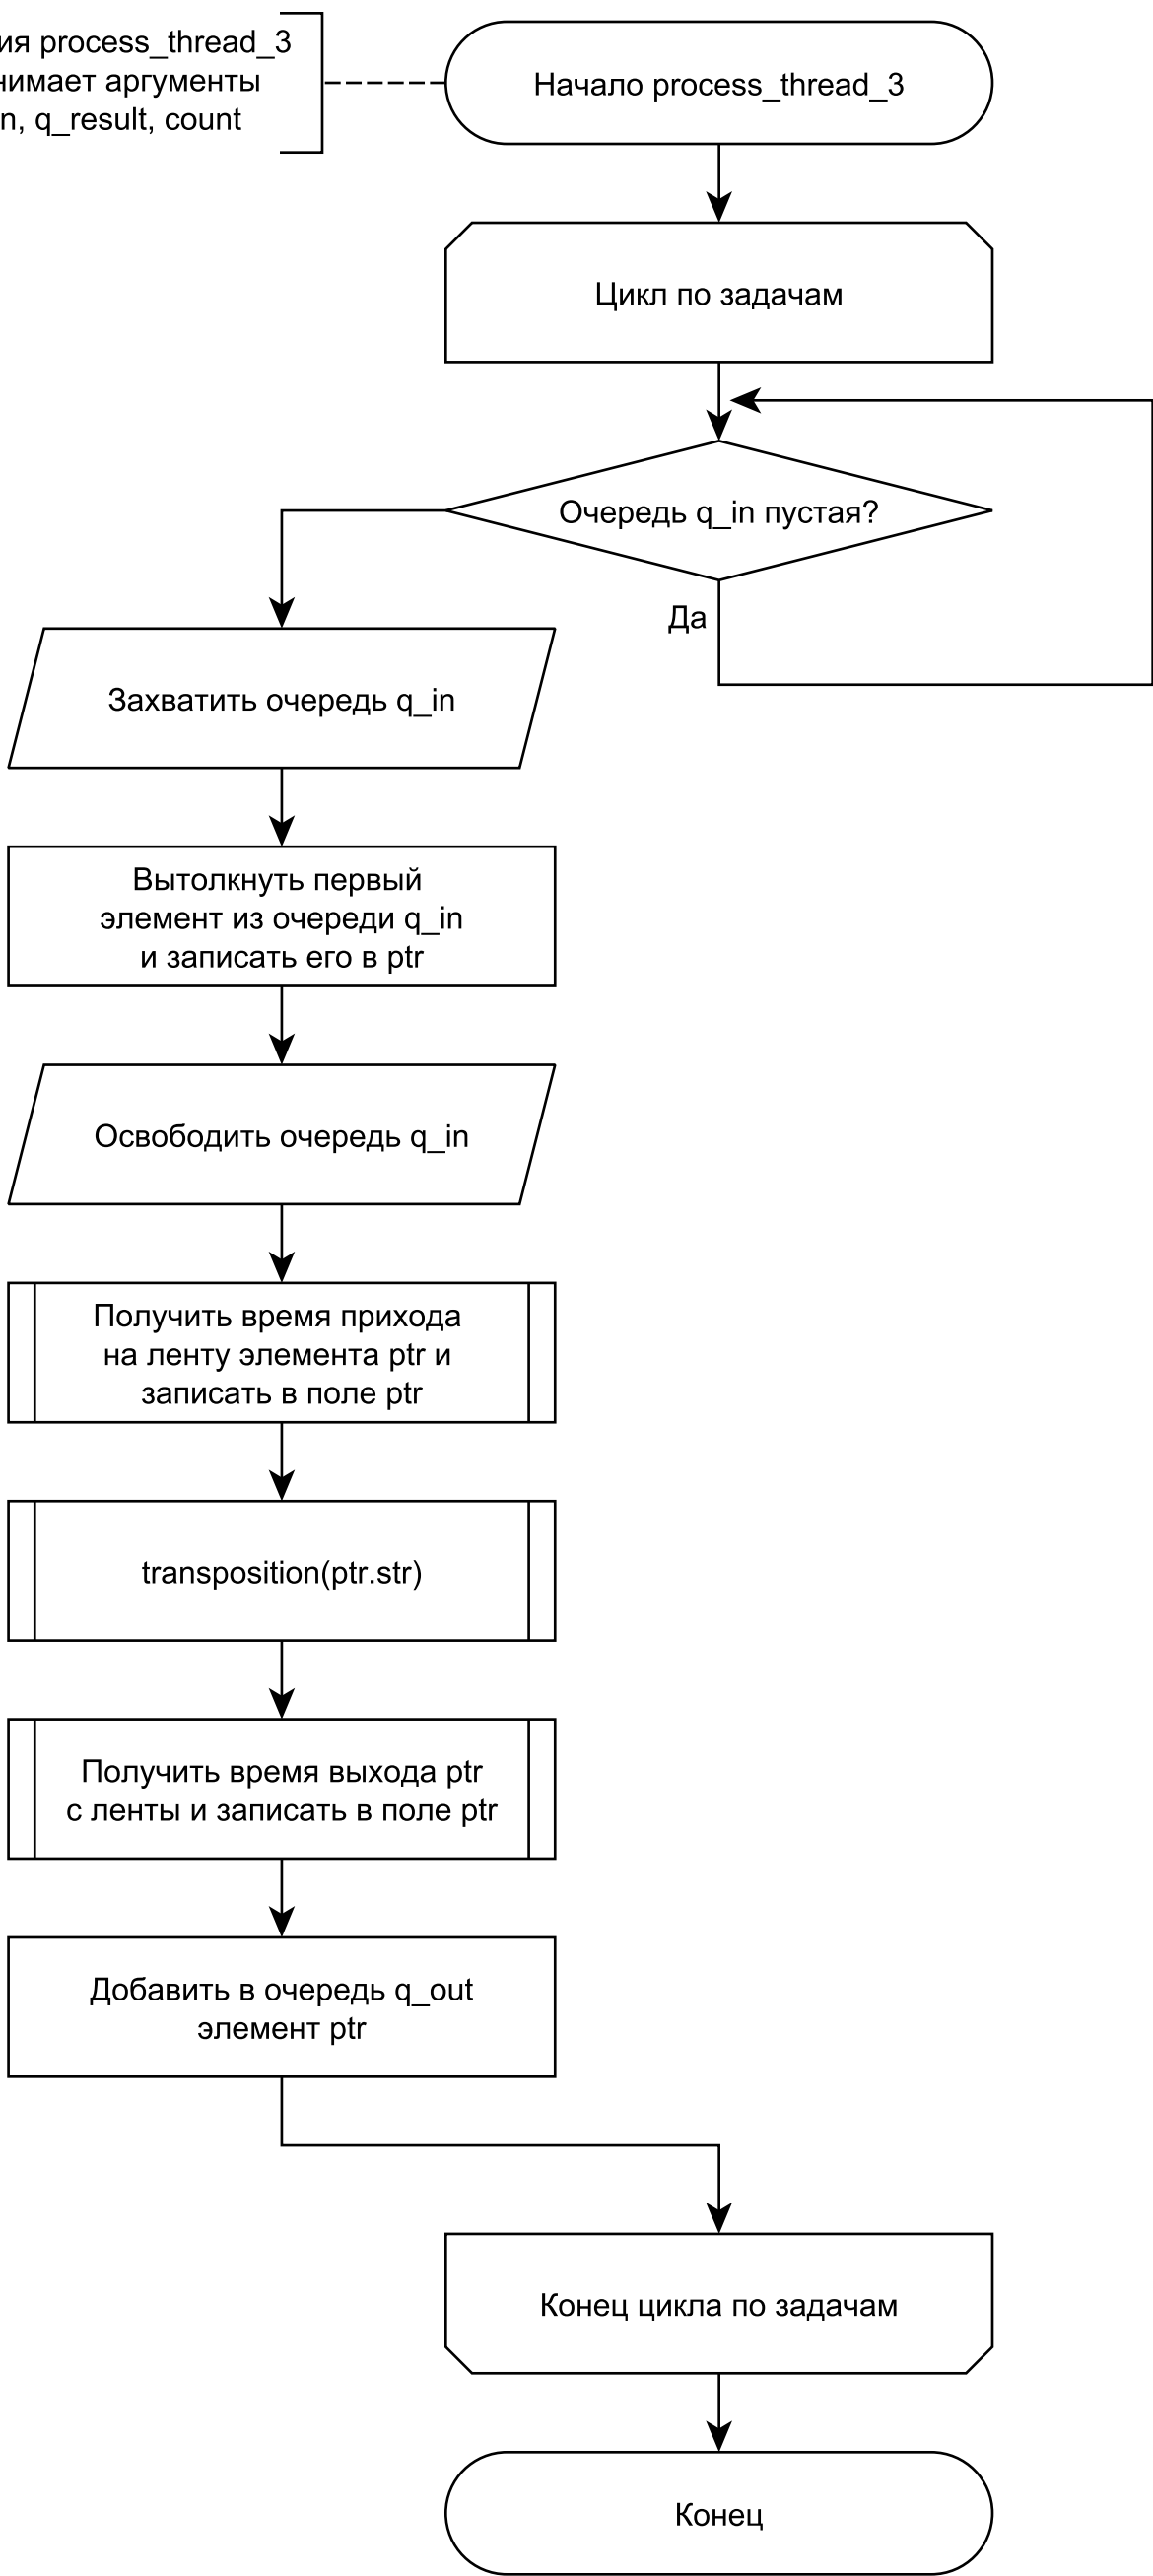 process_thread_3
аргументы
q_result, count
Начало process_thread_3
Цикл по задачам
Очередь q_in пустая?
Да
Захватить очередь q_in
Вытолкнуть первый
элемент из очереди q_in
и записать его в ptr
Освободить очередь q_in
Получить время прихода
на ленту элемента ptr и
записать в поле ptr
transposition(ptr.str)
Получить время выхода ptr
с ленты и записать в поле ptr
Добавить в очередь q_out
элемент ptr
Конец цикла по задачам
Конец